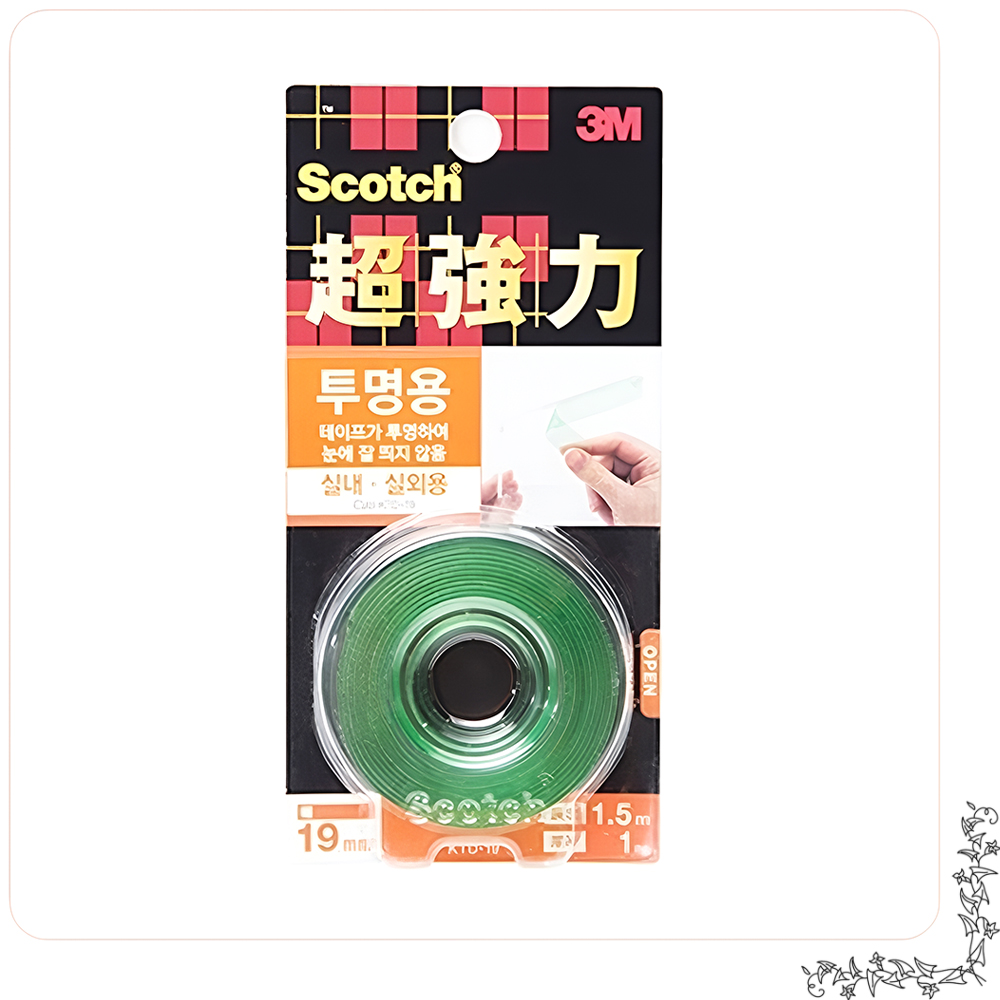 ™
3M
Scotch®
超強力
투명용
테이프가 투명하여
눈에 잘 띄지 않음
실내 · 실외용
OPEN
Scotch
19mm
1.5m
1